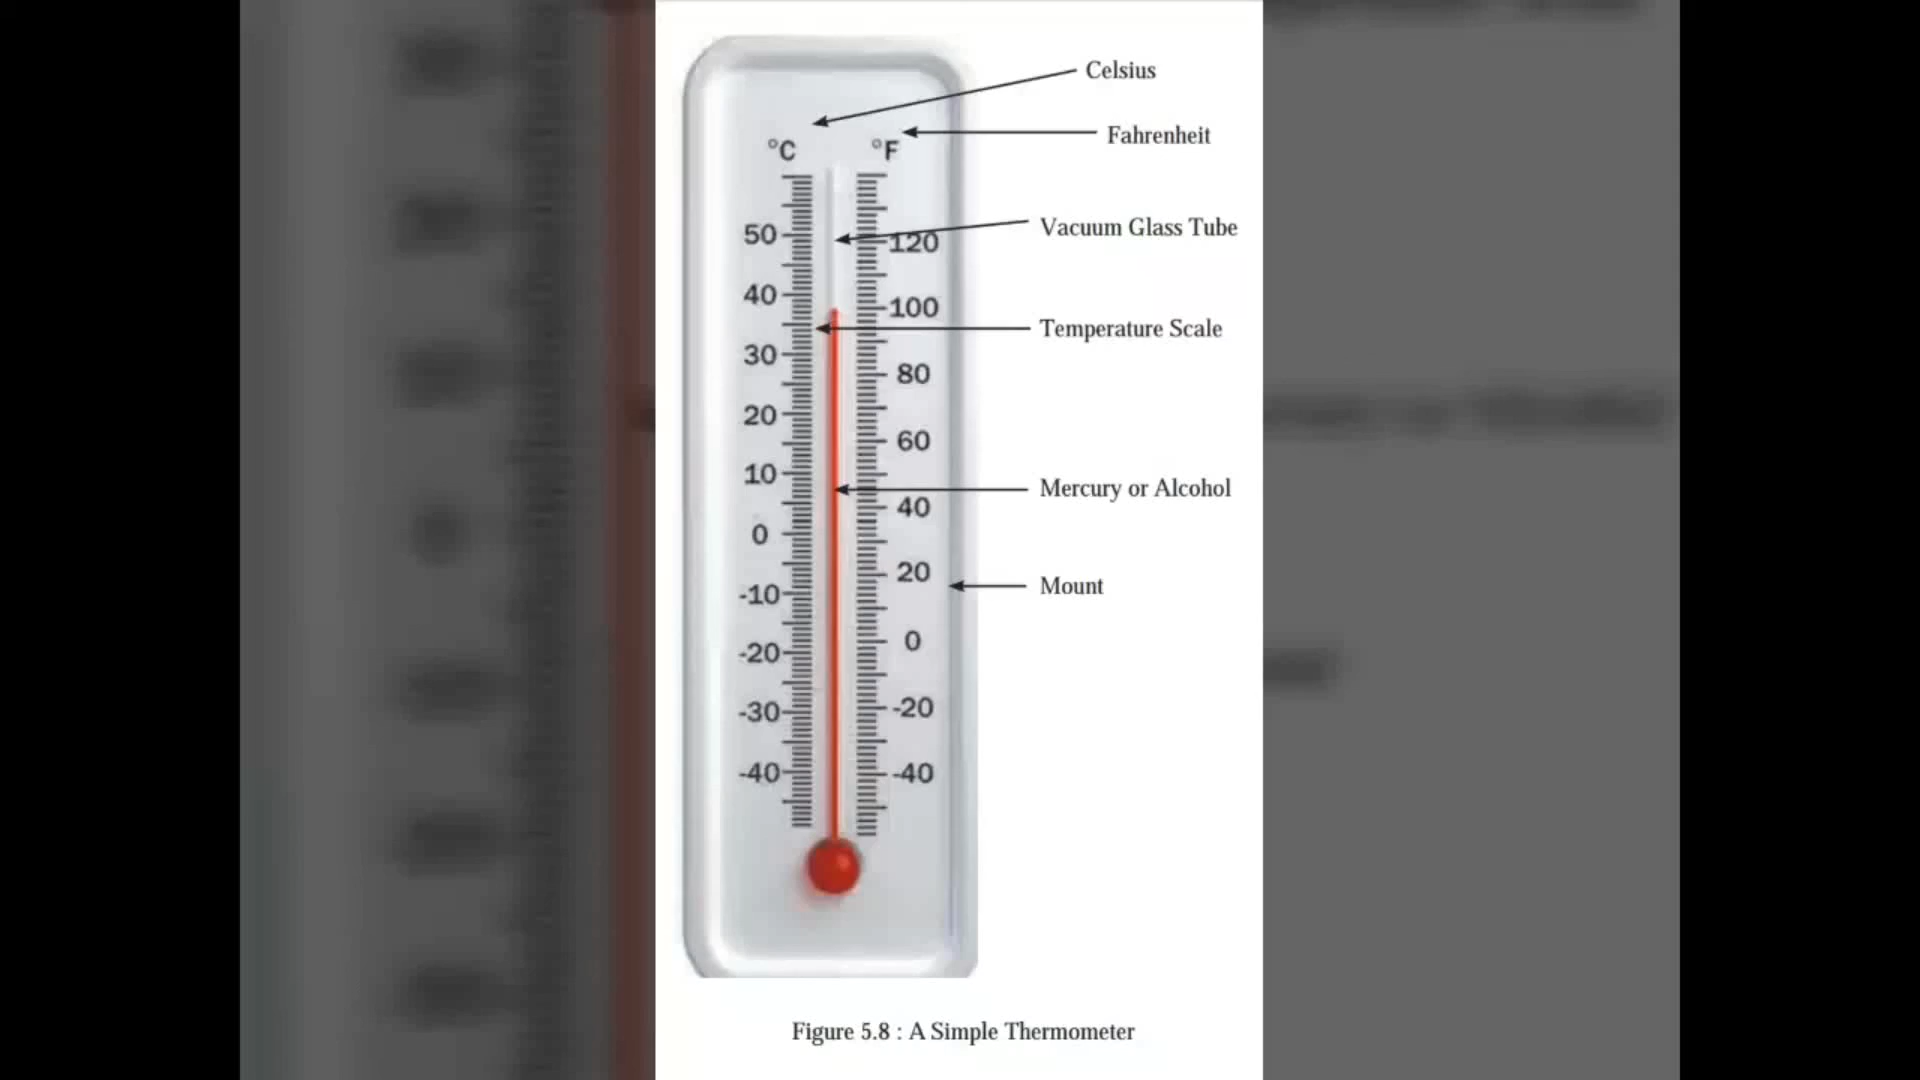 Celsius
Fahrenheit
°C °F
Vacuum Glass Tube
50 120
40 100
Temperature Scale
30 80
20 60
10 40
Mercury or Alcohol
0 20
Mount
-10 0
-20 -20
-30 -40
-40
Figure 5.8 : A Simple Thermometer